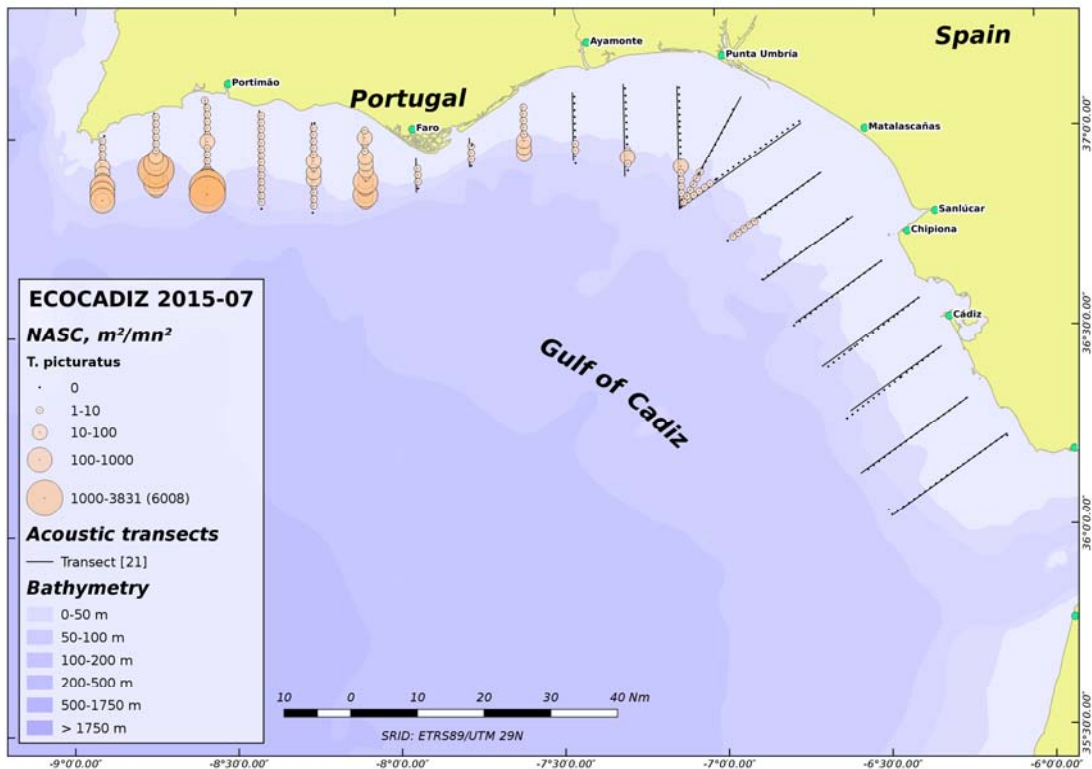 Spain
Ayamonte
Punta Umbría
Portimão
Portugal
Faro
Matalascañas
37°0'0.00"
Sanlúcar
Chipiona
Cádiz
36°30'0.00"
Gulf of Cadiz
36°0'0.00"
35°30'0.00"
ECOCADIZ 2015-07
NASC, m²/mn²
T. picturatus
0
1-10
10-100
100-1000
1000-3831 (6008)
Acoustic transects
Transect [21]
Bathymetry
0-50 m
50-100 m
100-200 m
200-500 m
500-1750 m
> 1750 m
10 0 10 20 30 40 Nm
SRID: ETRS89/UTM 29N
-9°0'0.00" -8°30'0.00" -8°0'0.00" -7°30'0.00" -7°0'0.00" -6°30'0.00" -6°0'0.00"